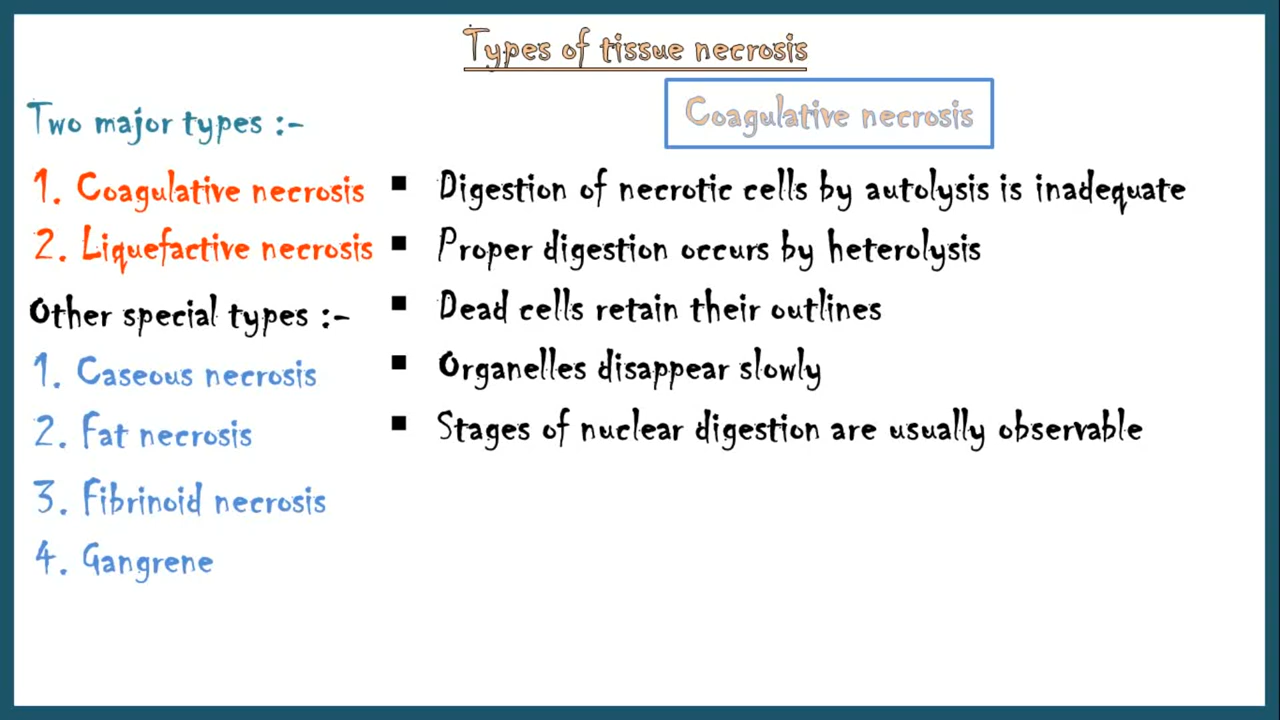 Types of tissue necrosis
Two major types :-
1. Coagulative necrosis
2. Liquefactive necrosis
Other special types :-
1. Caseous necrosis
2. Fat necrosis
3. Fibrinoid necrosis
4. Gangrene
Coagulative necrosis
▪ Digestion of necrotic cells by autolysis is inadequate
▪ Proper digestion occurs by heterolysis
▪ Dead cells retain their outlines
▪ Organelles disappear slowly
▪ Stages of nuclear digestion are usually observable